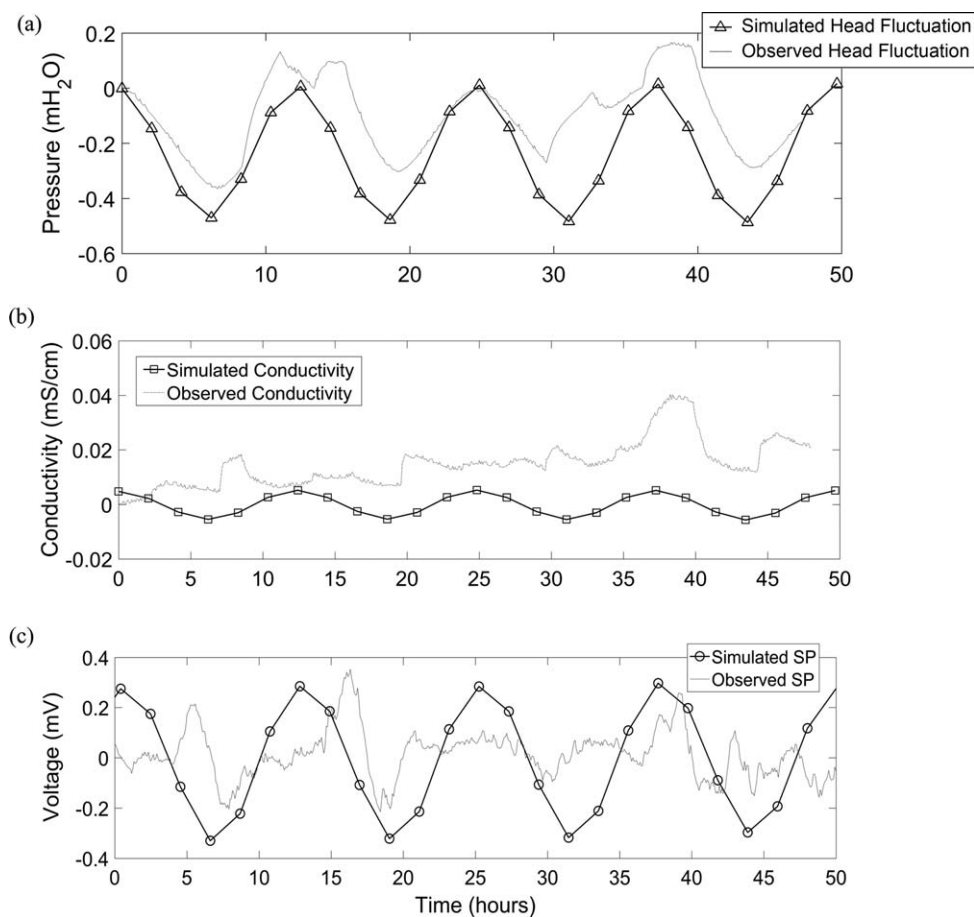 (a)
Simulated Head Fluctuation
Observed Head Fluctuation
Pressure (mH2O)
0.2
0
-0.2
-0.4
-0.6
0 10 20 30 40 50
(b)
Simulated Conductivity
Observed Conductivity
Conductivity (mS/cm)
0.06
0.04
0.02
0
-0.02
0 5 10 15 20 25 30 35 40 45 50
(c)
Simulated SP
Observed SP
Voltage (mV)
0.4
0.2
0
-0.2
-0.4
0 5 10 15 20 25 30 35 40 45 50
Time (hours)